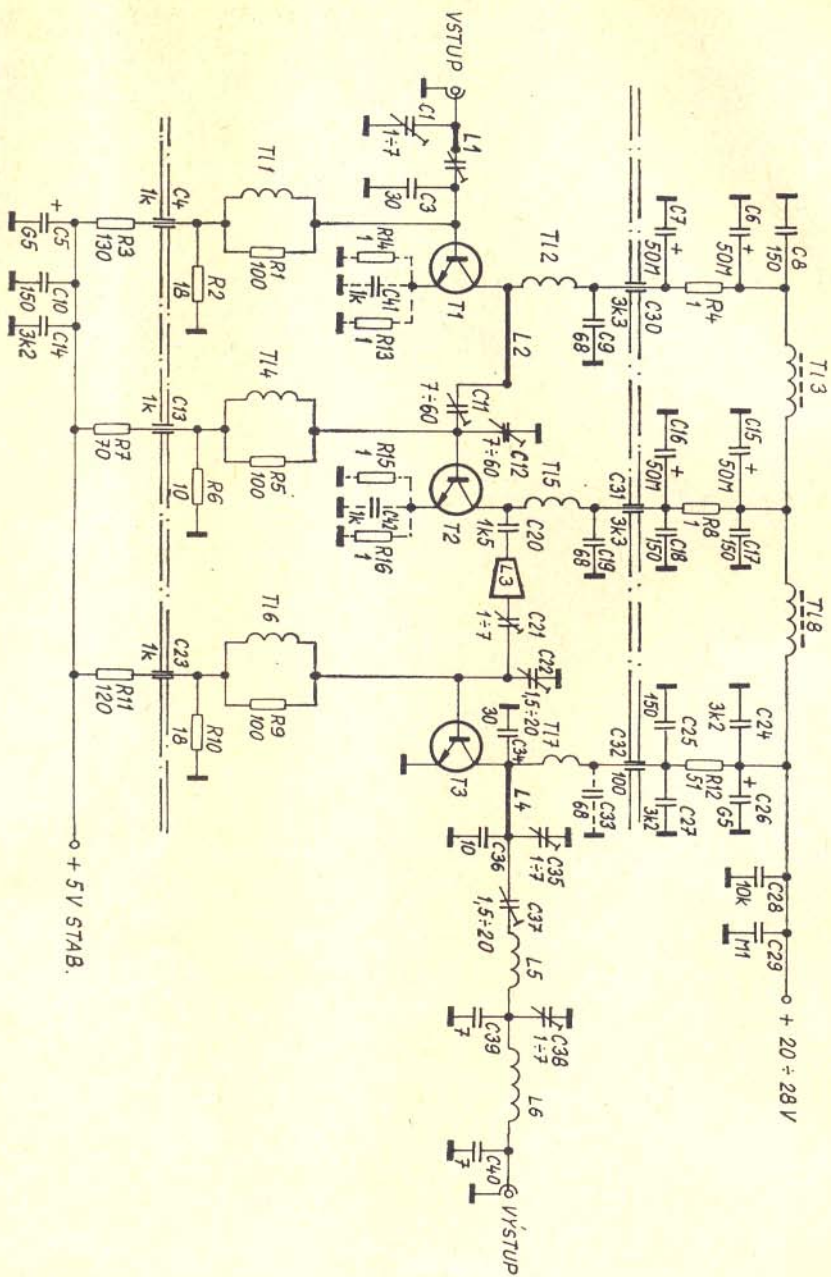 C8
150
Tl3
Tl8
C6
50M
+
C15
50M
+
C17
150
C24
3k2
C26
G5
+
C28
10k
C29
M1
+ 20 ÷ 28 V
R4
1
R8
1
R12
51
C7
50M
+
C16
50M
+
C18
150
C25
150
C27
3k2
C30
3k3
C31
3k3
C32
100
C9
68
C19
68
C33
68
Tl2
Tl5
Tl7
VSTUP
C1
1÷7
L1
C3
30
T1
L2
C11
7÷60
C12
7÷60
T2
C20
1k5
L3
C21
1÷7
C22
1,5÷20
C34
30
T3
L4
C35
1÷7
C36
10
C37
1,5÷20
L5
C38
1÷7
C39
7
L6
C40
7
VÝSTUP
R14
1
C41
1k
R13
1
R15
1
C42
1k
R16
1
Tl1
R1
100
Tl4
R5
100
Tl6
R9
100
C4
1k
R2
18
C13
1k
R6
10
C23
1k
R10
18
R3
130
R7
70
R11
120
C5
G5
+
C10
150
C14
3k2
+ 5 V STAB.